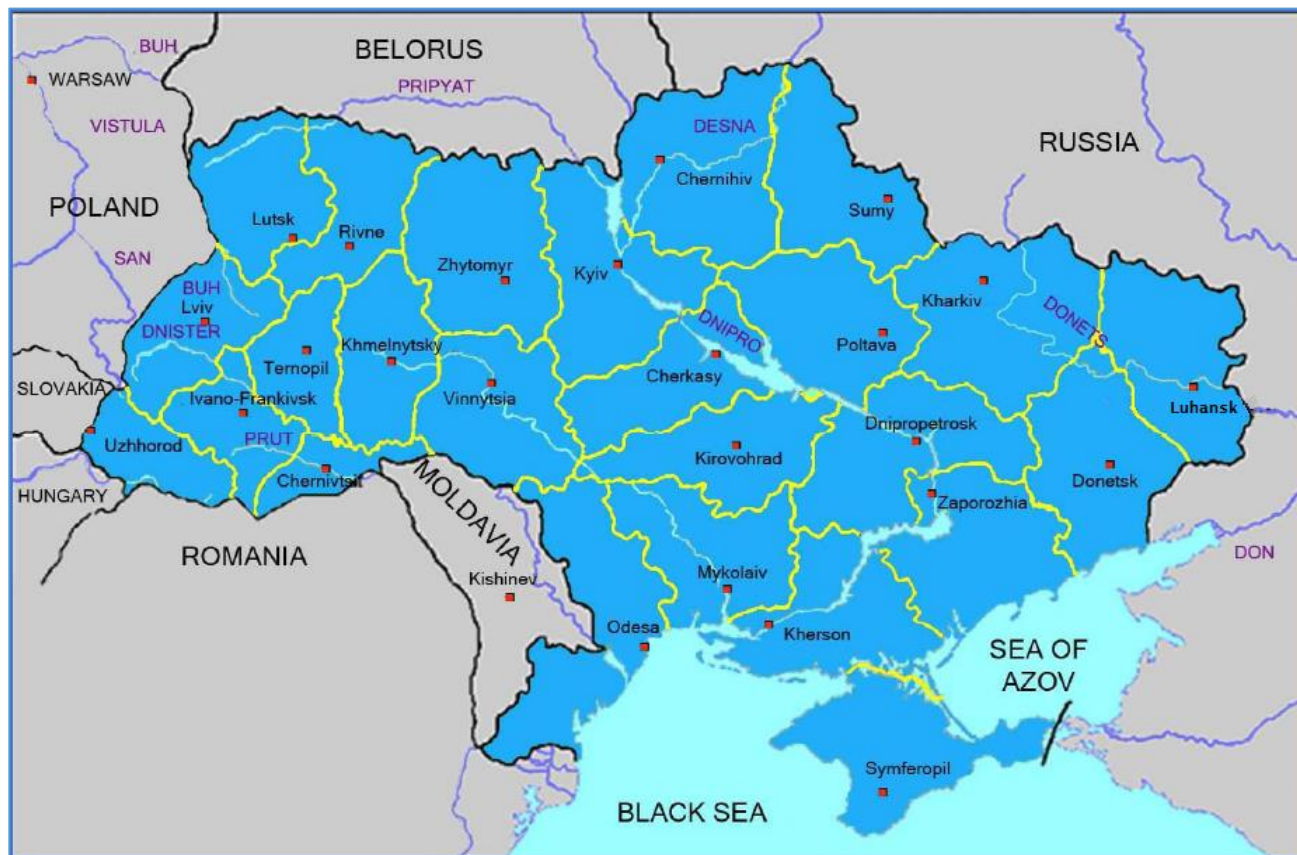 BUH
BELORUS
WARSAW
PRIPYAT
VISTULA
DESNA
RUSSIA
Chernihiv
POLAND
Sumy
Lutsk
Rivne
SAN
Zhytomyr
Kyiv
Kharkiv
BUH
Lviv
DNISTER
DNIPRO
DONETS
Khmelnytsky
Poltava
Ternopil
Cherkasy
SLOVAKIA
Ivano-Frankivsk
Vinnytsia
Luhansk
Uzhhorod
PRUT
Dnipropetrosk
Kirovohrad
Chernivtsit
Donetsk
HUNGARY
MOLDAVIA
Zaporozhia
ROMANIA
DON
Kishinev
Mykolaiv
Odesa
Kherson
SEA OF
AZOV
Symferopil
BLACK SEA